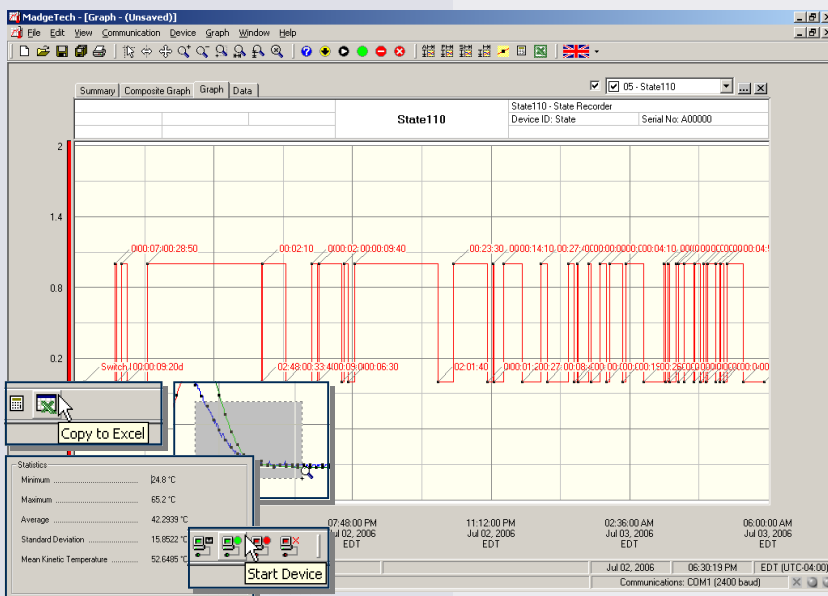 MadgeTech - [Graph - (Unsaved)]
File Edit View Communication Device Graph Window Help
Summary Composite Graph Graph Data
05 - State110
State110
State110 - State Recorder
Device ID: State Serial No: A00000
2
1.4
0.8
0.2
00:28:50
00:02:10
00:09:40
00:23:30
00:06:30
02:01:40
Copy to Excel
Statistics
Minimum 24.8 °C
Maximum 65.2 °C
Average 42.2939 °C
Standard Deviation 15.8522 °C
Mean Kinetic Temperature 52.6485 °C
Start Device
07:48:00 PM
Jul 02, 2006
EDT
11:12:00 PM
Jul 02, 2006
EDT
02:36:00 AM
Jul 03, 2006
EDT
06:00:00 AM
Jul 03, 2006
EDT
Jul 02, 2006 06:30:19 PM EDT (UTC-04:00)
Communications: COM1 (2400 baud)